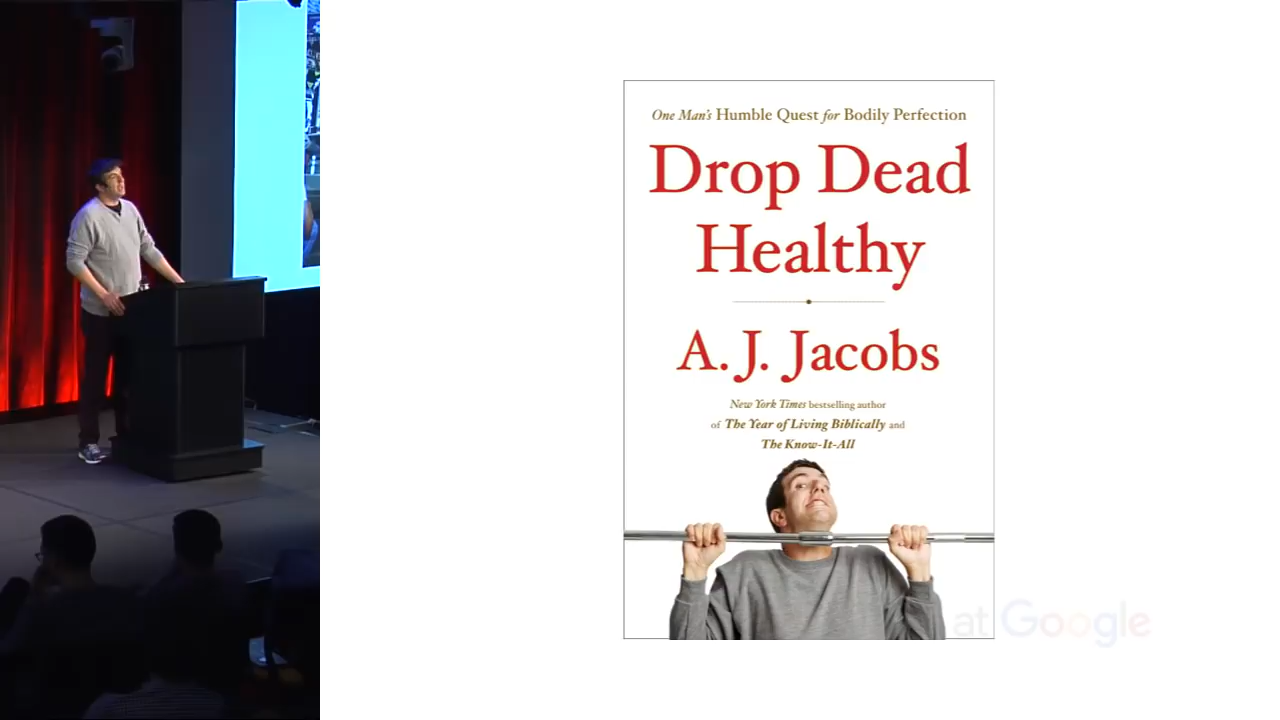 One Man's Humble Quest for Bodily Perfection
Drop Dead
Healthy
A. J. Jacobs
New York Times bestselling author
of The Year of Living Biblically and
The Know-It-All
at Google